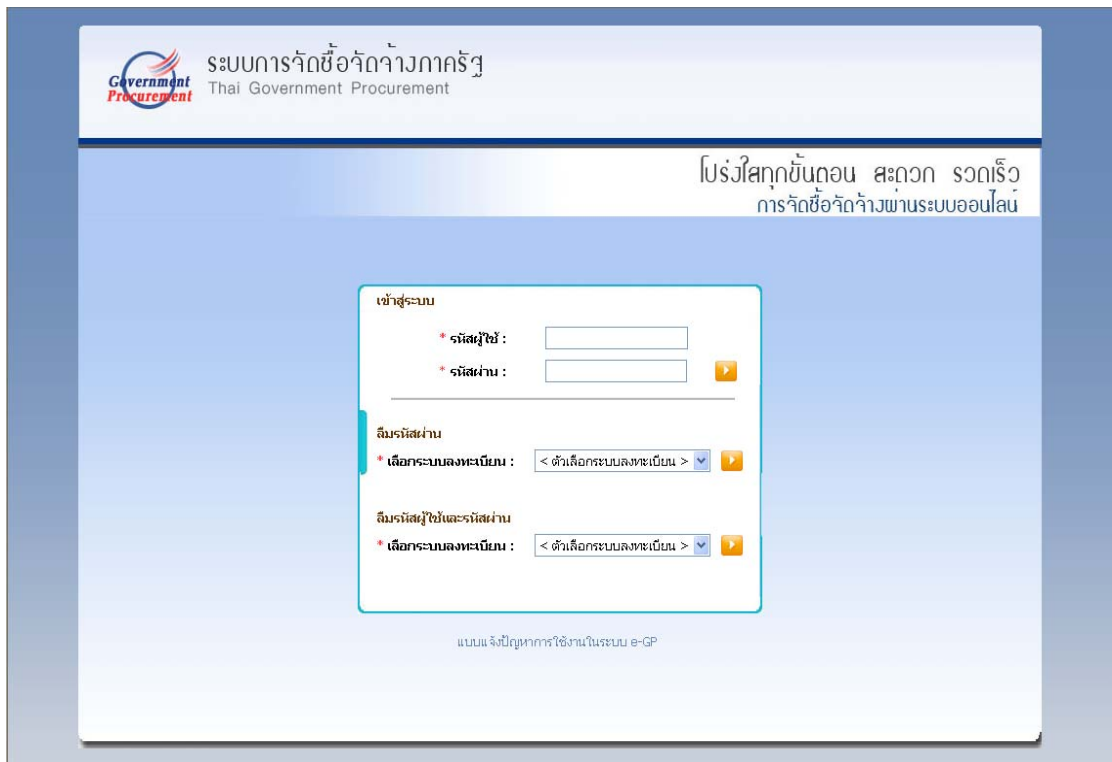 Government
Procurement
ระบบการจัดซื้อจัดจ้างภาครัฐ
Thai Government Procurement
โปร่งใสทุกขั้นตอน สะดวก รวดเร็ว
การจัดซื้อจัดจ้างผ่านระบบออนไลน์
เข้าสู่ระบบ
* รหัสผู้ใช้ :
* รหัสผ่าน :
ลืมรหัสผ่าน
* เลือกระบบลงทะเบียน : < ตัวเลือกระบบลงทะเบียน >
ลืมรหัสผู้ใช้และรหัสผ่าน
* เลือกระบบลงทะเบียน : < ตัวเลือกระบบลงทะเบียน >
แบบแจ้งปัญหาการใช้งานในระบบ e-GP